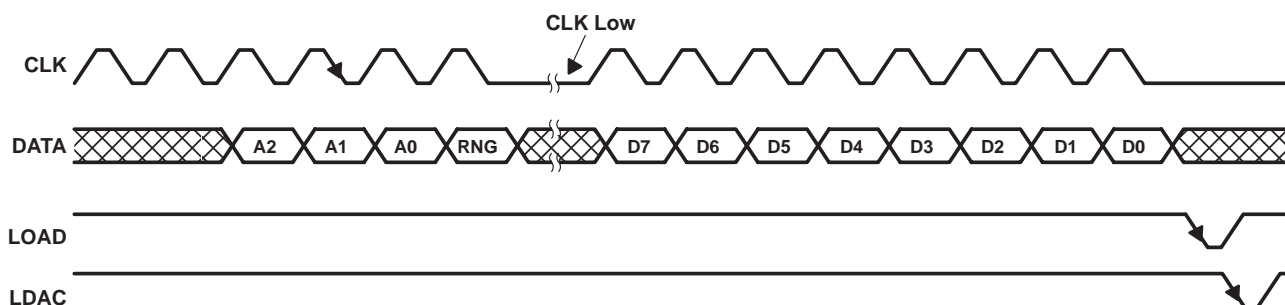 CLK Low
CLK
DATA A2 A1 A0 RNG D7 D6 D5 D4 D3 D2 D1 D0
LOAD
LDAC